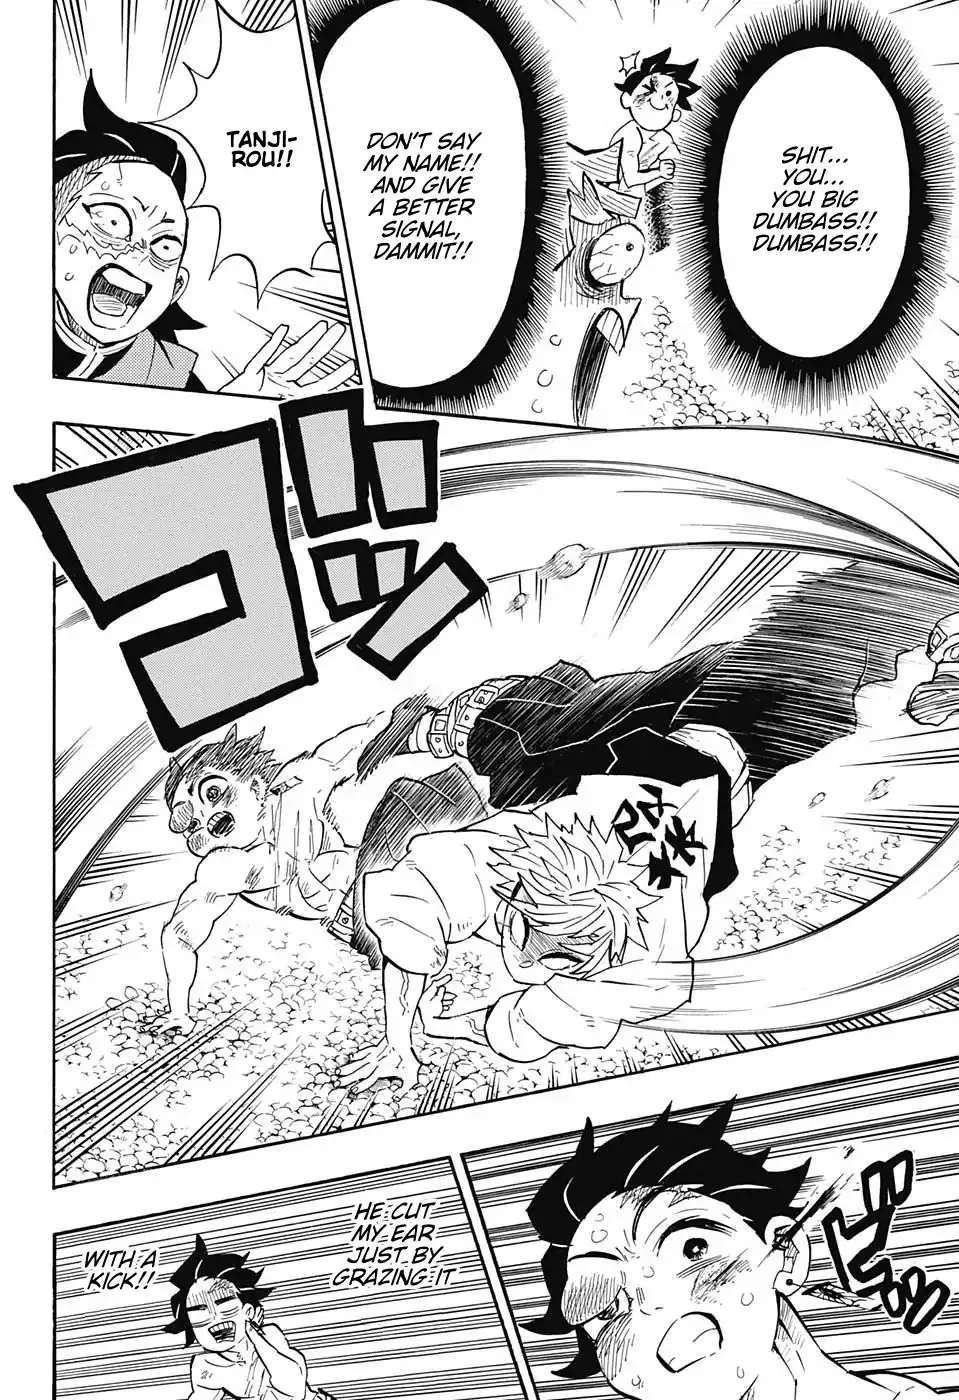 SHIT...
YOU...
YOU BIG
DUMBASS!!
DUMBASS!!
DON'T SAY
MY NAME!!
AND GIVE
A BETTER
SIGNAL,
DAMMIT!!
TANJI-
ROU!!
ゴッ
HE CUT
MY EAR
JUST BY
GRAZING IT
WITH A
KICK!!